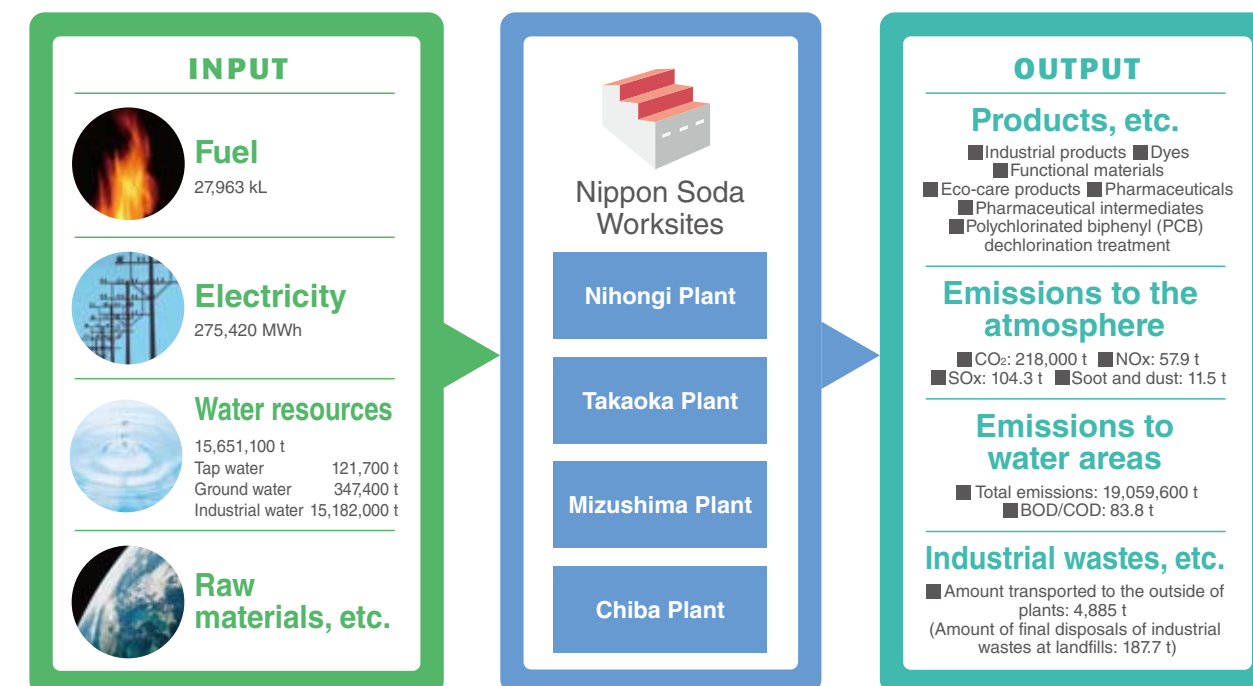 INPUT
Fuel
27,963 kL
Electricity
275,420 MWh
Water resources
15,651,100 t
Tap water 121,700 t
Ground water 347,400 t
Industrial water 15,182,000 t
Raw
materials, etc.
Nippon Soda
Worksites
Nihongi Plant
Takaoka Plant
Mizushima Plant
Chiba Plant
OUTPUT
Products, etc.
■Industrial products ■Dyes
■Functional materials
■Eco-care products ■Pharmaceuticals
■Pharmaceutical intermediates
■Polychlorinated biphenyl (PCB)
dechlorination treatment
Emissions to the
atmosphere
■CO₂: 218,000 t ■NOx: 57.9 t
■SOx: 104.3 t ■Soot and dust: 11.5 t
Emissions to
water areas
■ Total emissions: 19,059,600 t
■BOD/COD: 83.8 t
Industrial wastes, etc.
■Amount transported to the outside of
plants: 4,885 t
(Amount of final disposals of industrial
wastes at landfills: 187.7 t)